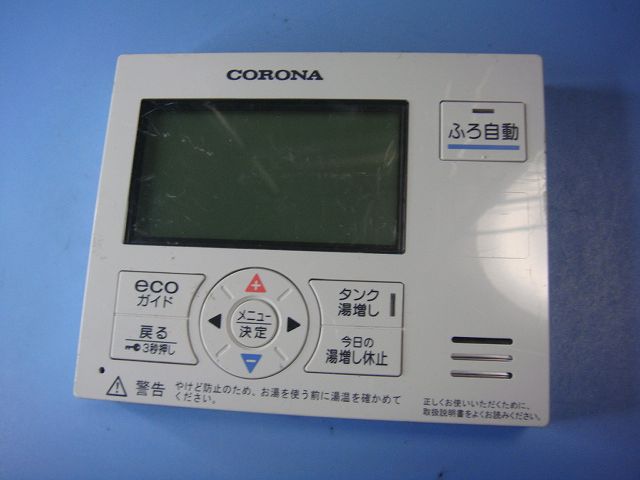 CORONA
ふろ自動
eco
ガイド
戻る
3秒押し
+
メニュー
決定
−
タンク
湯増し
今日の
湯増し休止
警告
やけど防止のため、お湯を使う前に湯温を確かめて
ください。
正しくお使いいただくために、
取扱説明書をよくお読みください。